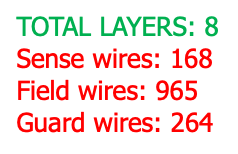 TOTAL LAYERS: 8
Sense wires: 168
Field wires: 965
Guard wires: 264